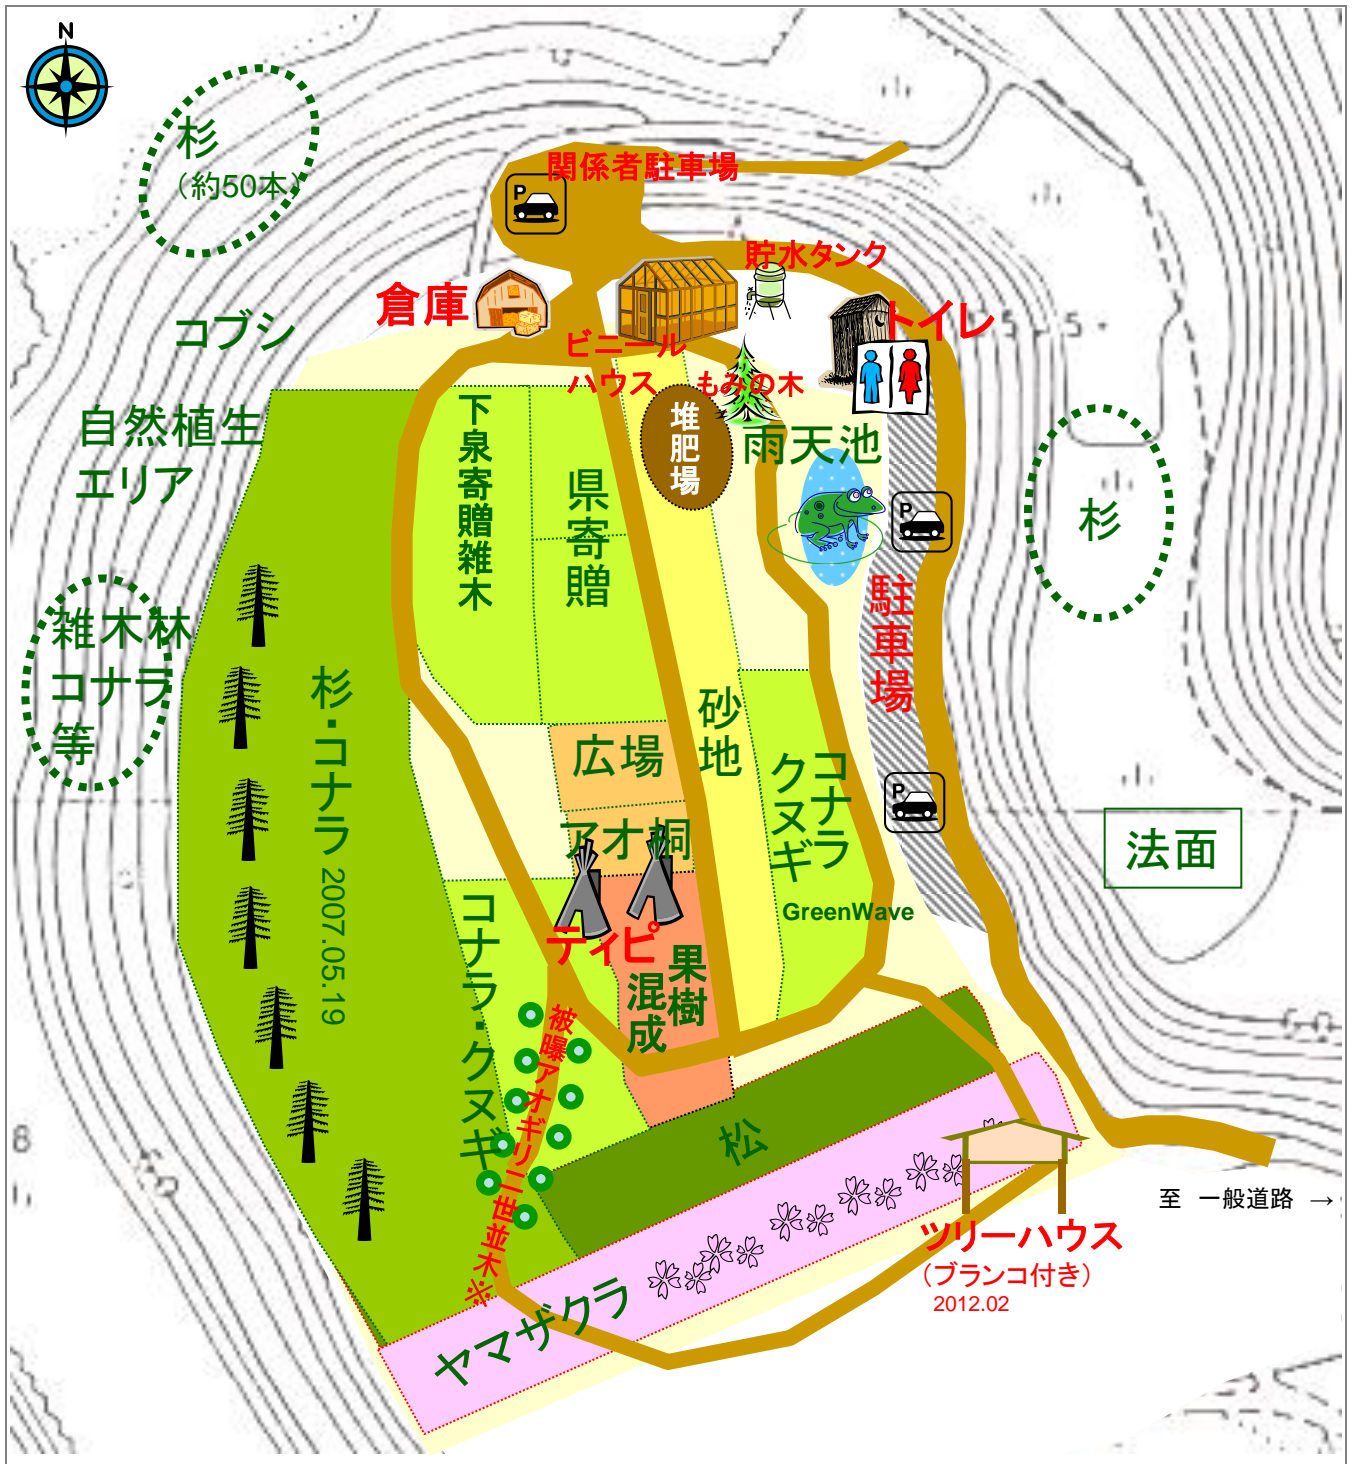 N
杉
（約50本）
関係者駐車場
P
貯水タンク
倉庫
トイレ
コブシ
ビニール
ハウス
もみの木
自然植生
エリア
下泉寄贈雑木
県寄贈
堆肥場
雨天池
P
杉
雑木林
コナラ
等
駐車場
杉・コナラ 2007.05.19
砂地
広場
コナラ
クヌギ
GreenWave
P
アオ桐
法面
ティピ
果樹
混成
コナラ・クヌギ
被曝アオギリ二世並木※
松
8
至 一般道路 →
ツリーハウス
（ブランコ付き）
2012.02
ヤマザクラ